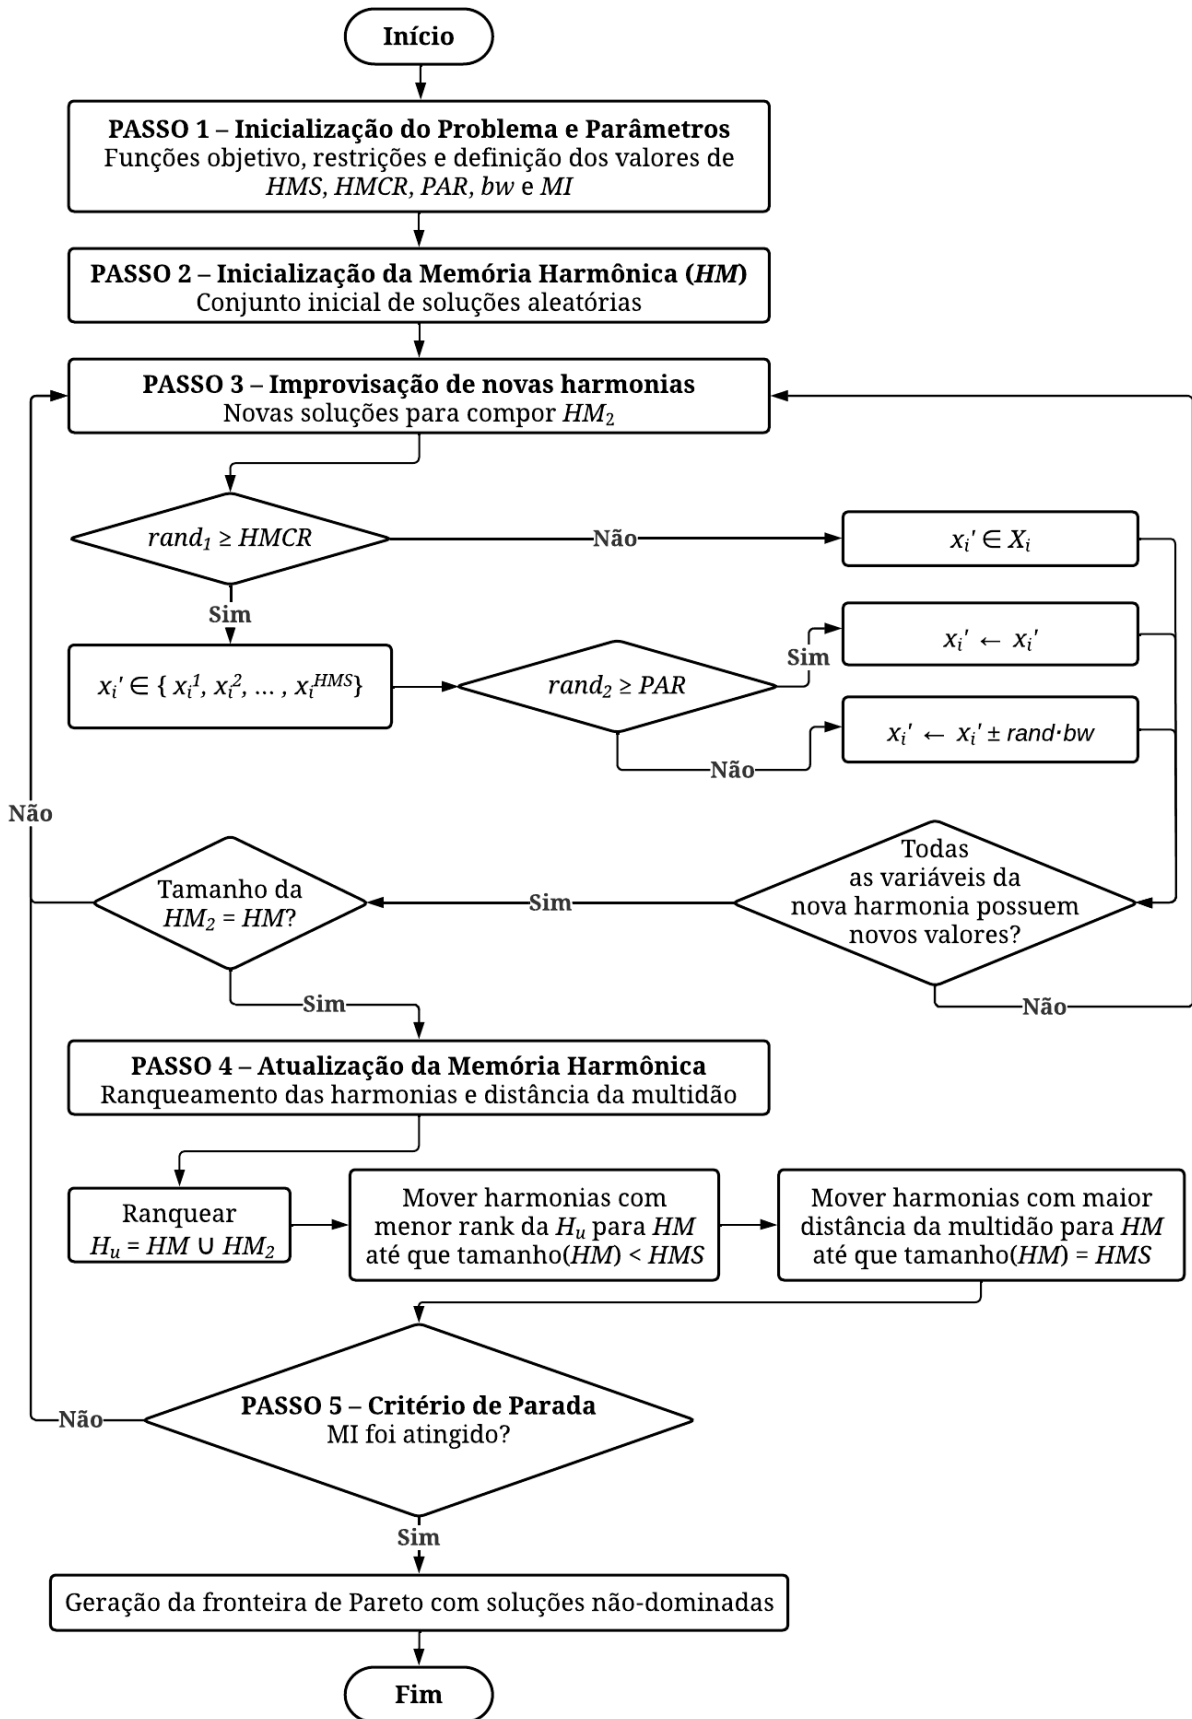 Início
PASSO 1 – Inicialização do Problema e Parâmetros
Funções objetivo, restrições e definição dos valores de
HMS, HMCR, PAR, bw e MI
PASSO 2 – Inicialização da Memória Harmônica (HM)
Conjunto inicial de soluções aleatórias
PASSO 3 – Improvisação de novas harmonias
Novas soluções para compor HM₂
rand₁ ≥ HMCR
Não
xᵢ' ∈ Xᵢ
Sim
xᵢ' ∈ { xᵢ¹, xᵢ², ... , xᵢᴴᴹˢ}
rand₂ ≥ PAR
Sim
xᵢ' ← xᵢ'
Não
xᵢ' ← xᵢ' ± rand·bw
Não
Todas
as variáveis da
nova harmonia possuem
novos valores?
Sim
Não
Tamanho da
HM₂ = HM?
Sim
PASSO 4 – Atualização da Memória Harmônica
Ranqueamento das harmonias e distância da multidão
Ranquear
Hᵤ = HM ∪ HM₂
Mover harmonias com
menor rank da Hᵤ para HM
até que tamanho(HM) < HMS
Mover harmonias com maior
distância da multidão para HM
até que tamanho(HM) = HMS
PASSO 5 – Critério de Parada
MI foi atingido?
Não
Sim
Geração da fronteira de Pareto com soluções não-dominadas
Fim